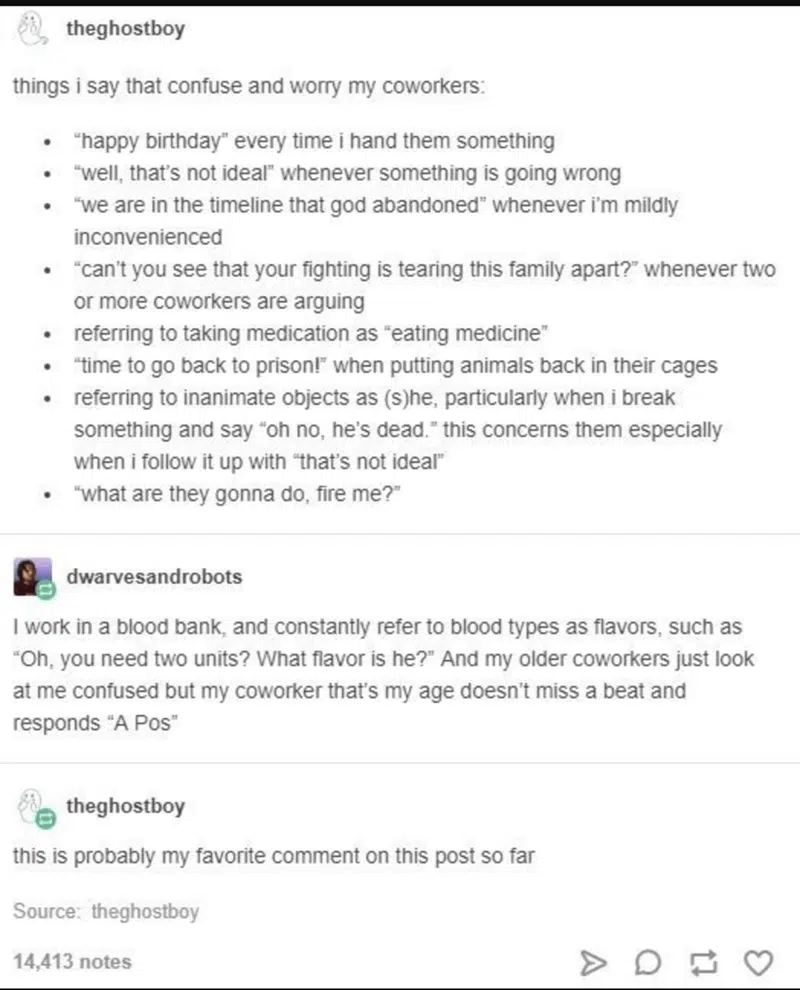 theghostboy
things i say that confuse and worry my coworkers:
• "happy birthday" every time i hand them something
• "well, that's not ideal" whenever something is going wrong
• "we are in the timeline that god abandoned" whenever i'm mildly
inconvenienced
• "can't you see that your fighting is tearing this family apart?" whenever two
or more coworkers are arguing
• referring to taking medication as "eating medicine"
• "time to go back to prison!" when putting animals back in their cages
• referring to inanimate objects as (s)he, particularly when i break
something and say "oh no, he's dead." this concerns them especially
when i follow it up with "that's not ideal"
• "what are they gonna do, fire me?"
dwarvesandrobots
I work in a blood bank, and constantly refer to blood types as flavors, such as
"Oh, you need two units? What flavor is he?" And my older coworkers just look
at me confused but my coworker that's my age doesn't miss a beat and
responds "A Pos"
theghostboy
this is probably my favorite comment on this post so far
Source: theghostboy
14,413 notes